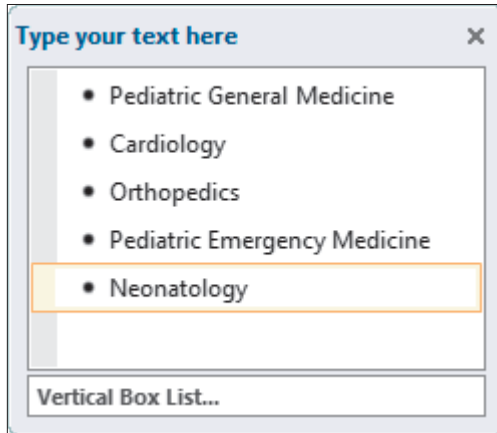 Type your text here
Pediatric General Medicine
Cardiology
Orthopedics
Pediatric Emergency Medicine
Neonatology
Vertical Box List...